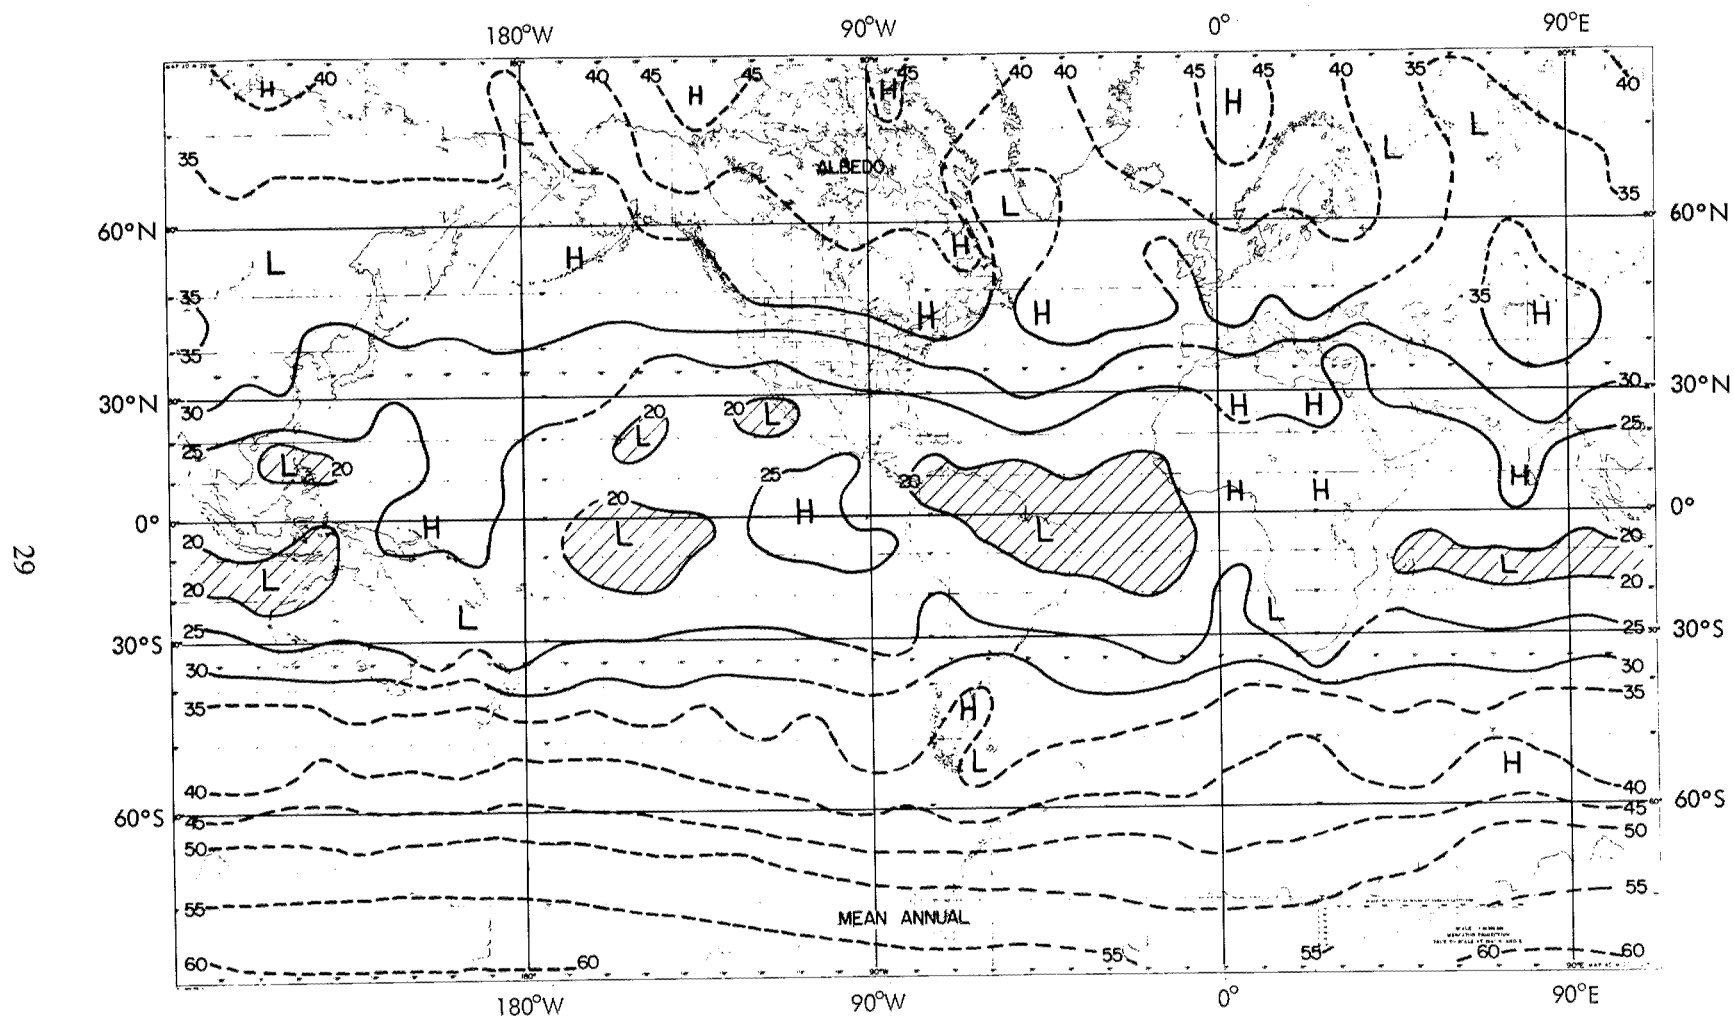 180°W 90°W 0° 90°E
40 40 45 45 45 40 40 45 45 40 35 40
H H H H
L L L
35 ALBEDO 35
L
60°N 60°N
L H H
35 35 H
H H
35
30 30
30°N 30°N
20 L 20 L H H
25 25
L 20 25 20 H
H H
H H
20
0° 0°
L L
20 20
L L
20 20
L L
25 25
30°S 30°S
30 30
35 35
H
L H
40 40
45 45
60°S 60°S
50 50
55 55
MEAN ANNUAL
55 55
60 60 60 60
180°W 90°W 0° 90°E
29